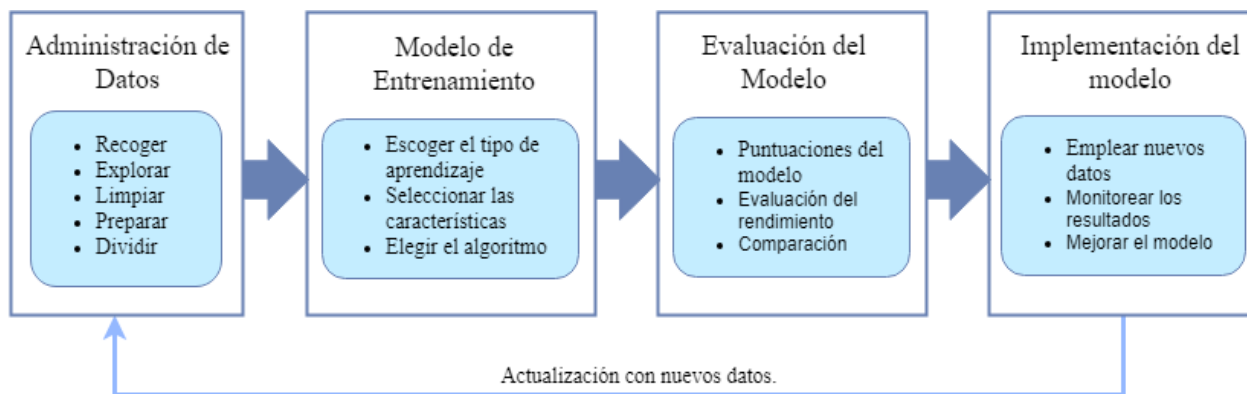 Administración de
Datos
• Recoger
• Explorar
• Limpiar
• Preparar
• Dividir
Modelo de
Entrenamiento
• Escoger el tipo de
aprendizaje
• Seleccionar las
características
• Elegir el algoritmo
Evaluación del
Modelo
• Puntuaciones del
modelo
• Evaluación del
rendimiento
• Comparación
Implementación del
modelo
• Emplear nuevos
datos
• Monitorear los
resultados
• Mejorar el modelo
Actualización con nuevos datos.